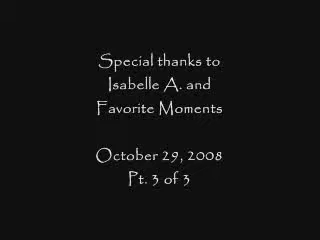 Special thanks to
Isabelle A. and
Favorite Moments
October 29, 2008
Pt. 3 of 3